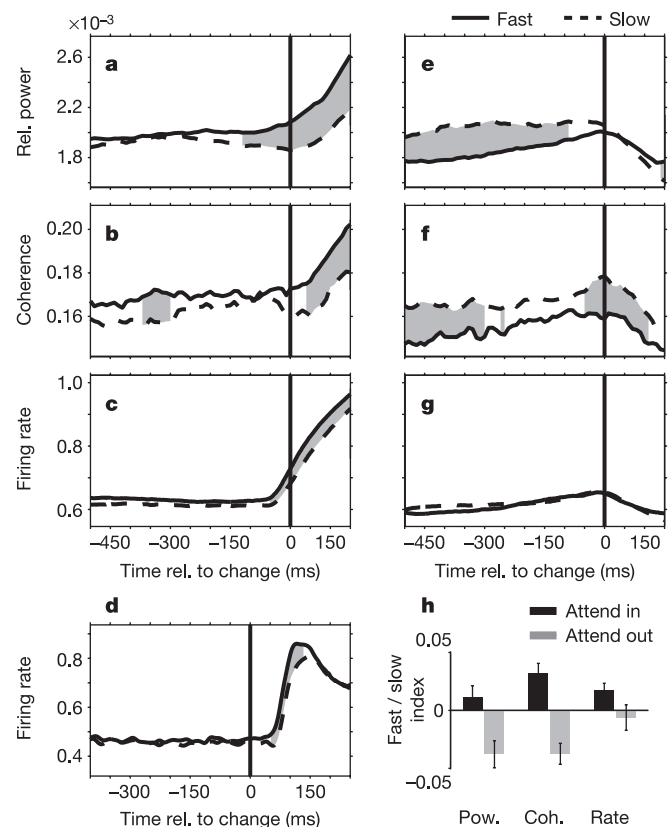 ×10⁻³
Fast Slow
a
2.6
2.2
1.8
Rel. power
e
b
0.20
0.18
0.16
Coherence
f
c
1.0
0.8
0.6
Firing rate
−450 −300 −150 0 150
Time rel. to change (ms)
g
−450 −300 −150 0 150
Time rel. to change (ms)
d
0.8
0.6
0.4
Firing rate
−300 −150 0 150
Time rel. to change (ms)
h
Attend in
Attend out
0.05
0
−0.05
Fast / slow
index
Pow. Coh. Rate